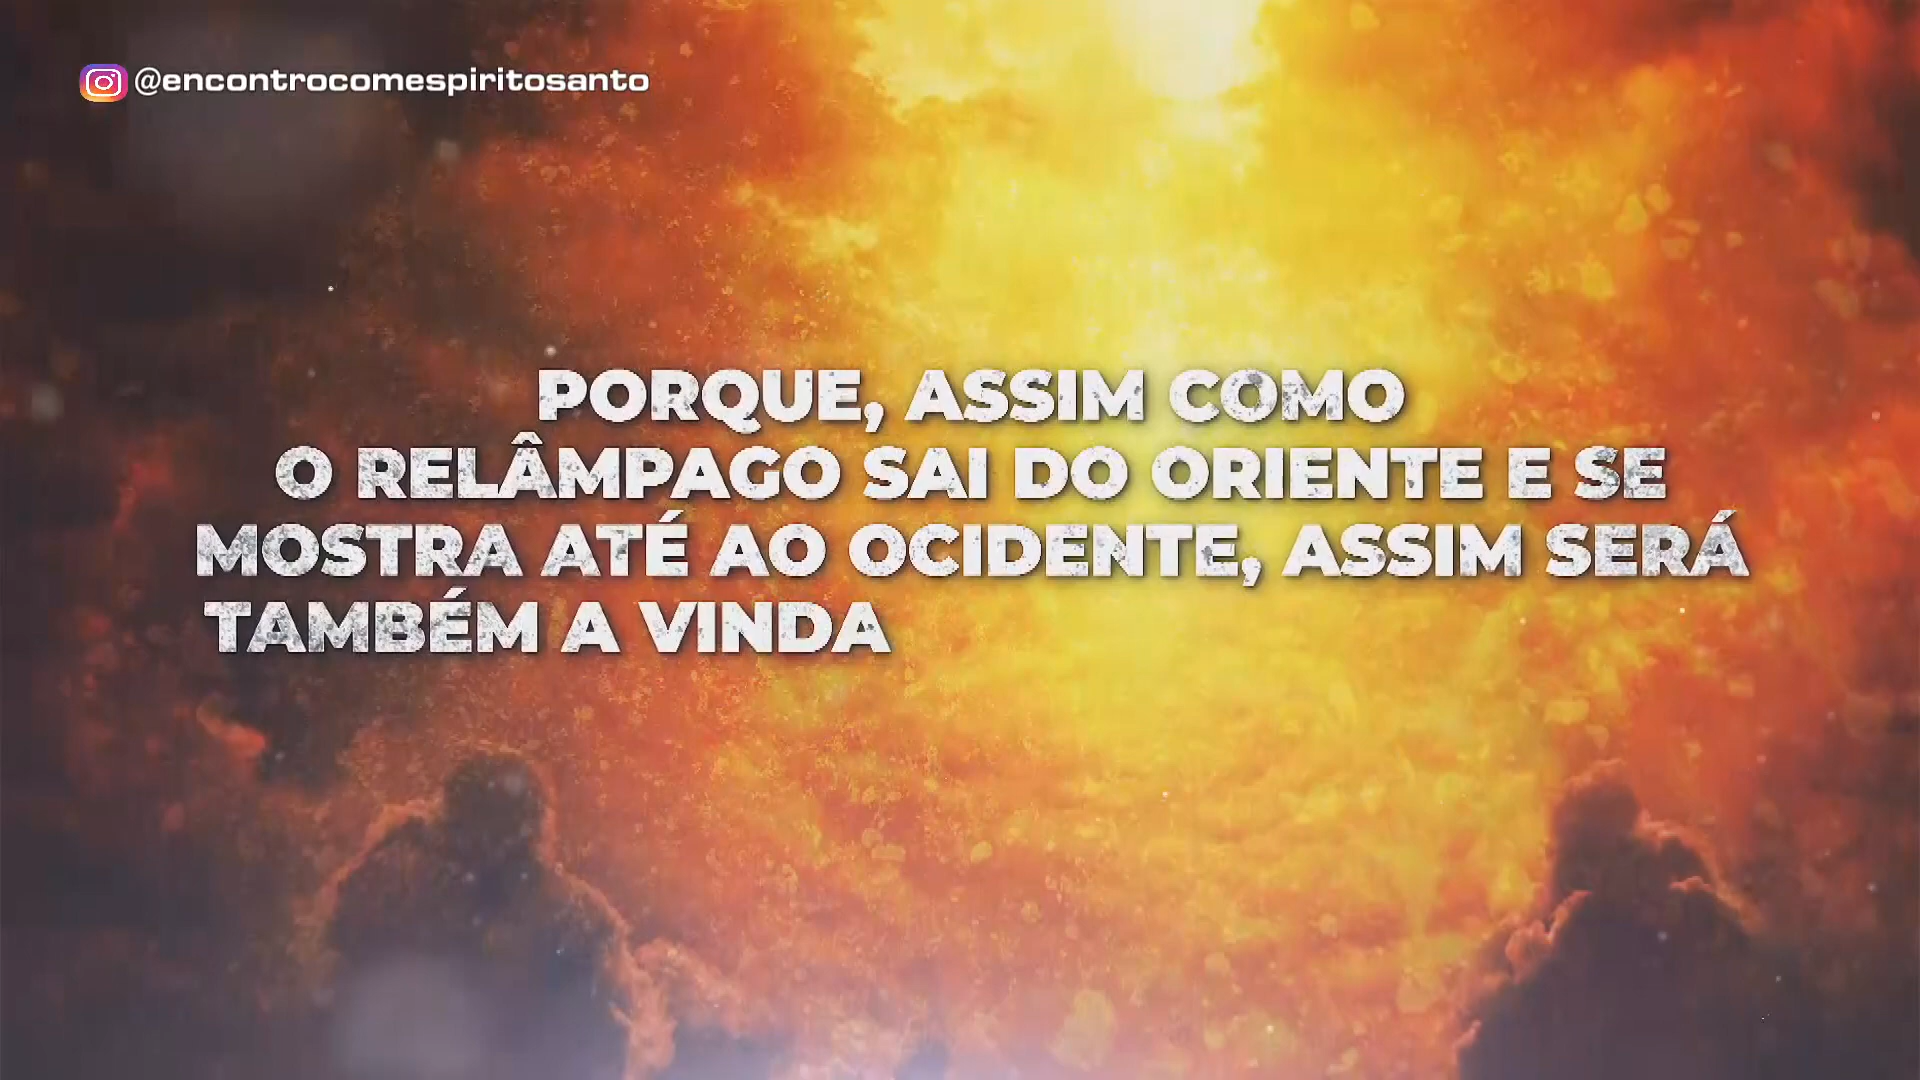 @encontrocomespiritosanto
PORQUE, ASSIM COMO
O RELÂMPAGO SAI DO ORIENTE E SE
MOSTRA ATÉ AO OCIDENTE, ASSIM SERÁ
TAMBÉM A VINDA